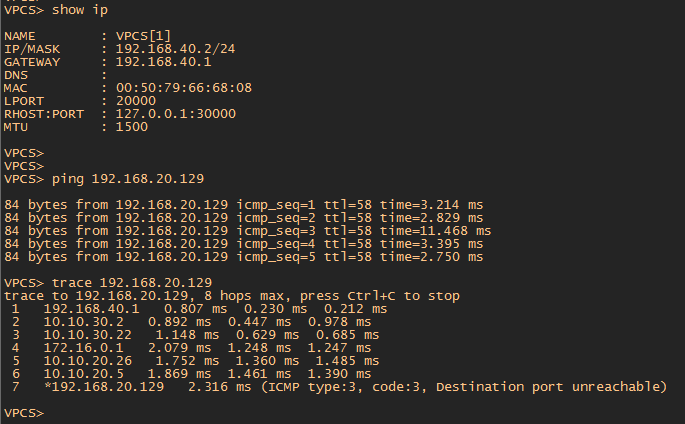 VPCS> show ip
NAME : VPCS[1]
IP/MASK : 192.168.40.2/24
GATEWAY : 192.168.40.1
DNS :
MAC : 00:50:79:66:68:08
LPORT : 20000
RHOST:PORT : 127.0.0.1:30000
MTU : 1500
VPCS>
VPCS>
VPCS> ping 192.168.20.129
84 bytes from 192.168.20.129 icmp_seq=1 ttl=58 time=3.214 ms
84 bytes from 192.168.20.129 icmp_seq=2 ttl=58 time=2.829 ms
84 bytes from 192.168.20.129 icmp_seq=3 ttl=58 time=11.468 ms
84 bytes from 192.168.20.129 icmp_seq=4 ttl=58 time=3.395 ms
84 bytes from 192.168.20.129 icmp_seq=5 ttl=58 time=2.750 ms
VPCS> trace 192.168.20.129
trace to 192.168.20.129, 8 hops max, press Ctrl+C to stop
1 192.168.40.1 0.807 ms 0.230 ms 0.212 ms
2 10.10.30.2 0.892 ms 0.447 ms 0.978 ms
3 10.10.30.22 1.148 ms 0.629 ms 0.685 ms
4 172.16.0.1 2.079 ms 1.248 ms 1.247 ms
5 10.10.20.26 1.752 ms 1.360 ms 1.485 ms
6 10.10.20.5 1.869 ms 1.461 ms 1.390 ms
7 *192.168.20.129 2.316 ms (ICMP type:3, code:3, Destination port unreachable)
VPCS>